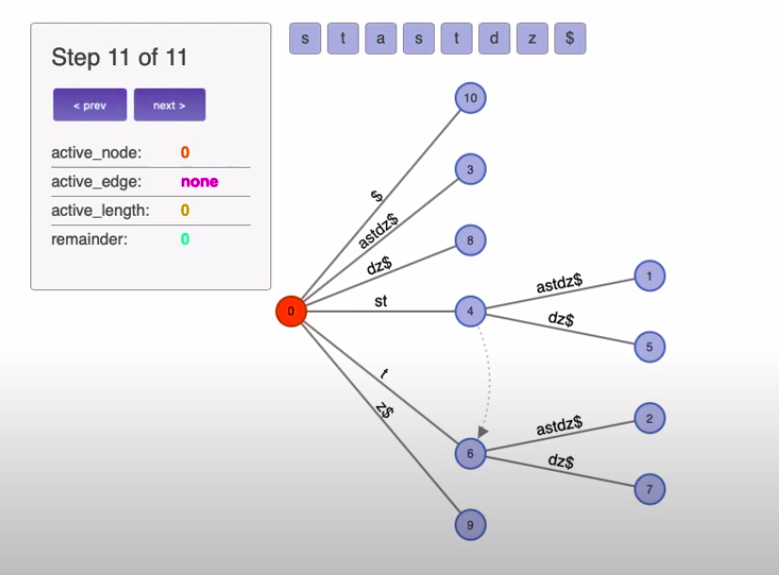 s t a s t d z $
Step 11 of 11
< prev next >
active_node: 0
active_edge: none
active_length: 0
remainder: 0
10
$
3
astdz$
8
dz$
1
astdz$
0
st
4
dz$
5
t
2
astdz$
z$
6
dz$
7
9